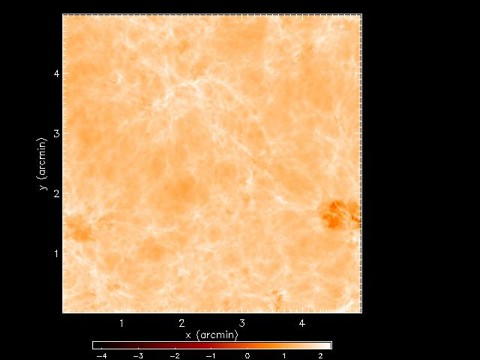 4
3
y (arcmin)
2
1
1 2 3 4
x (arcmin)
-4 -3 -2 -1 0 1 2